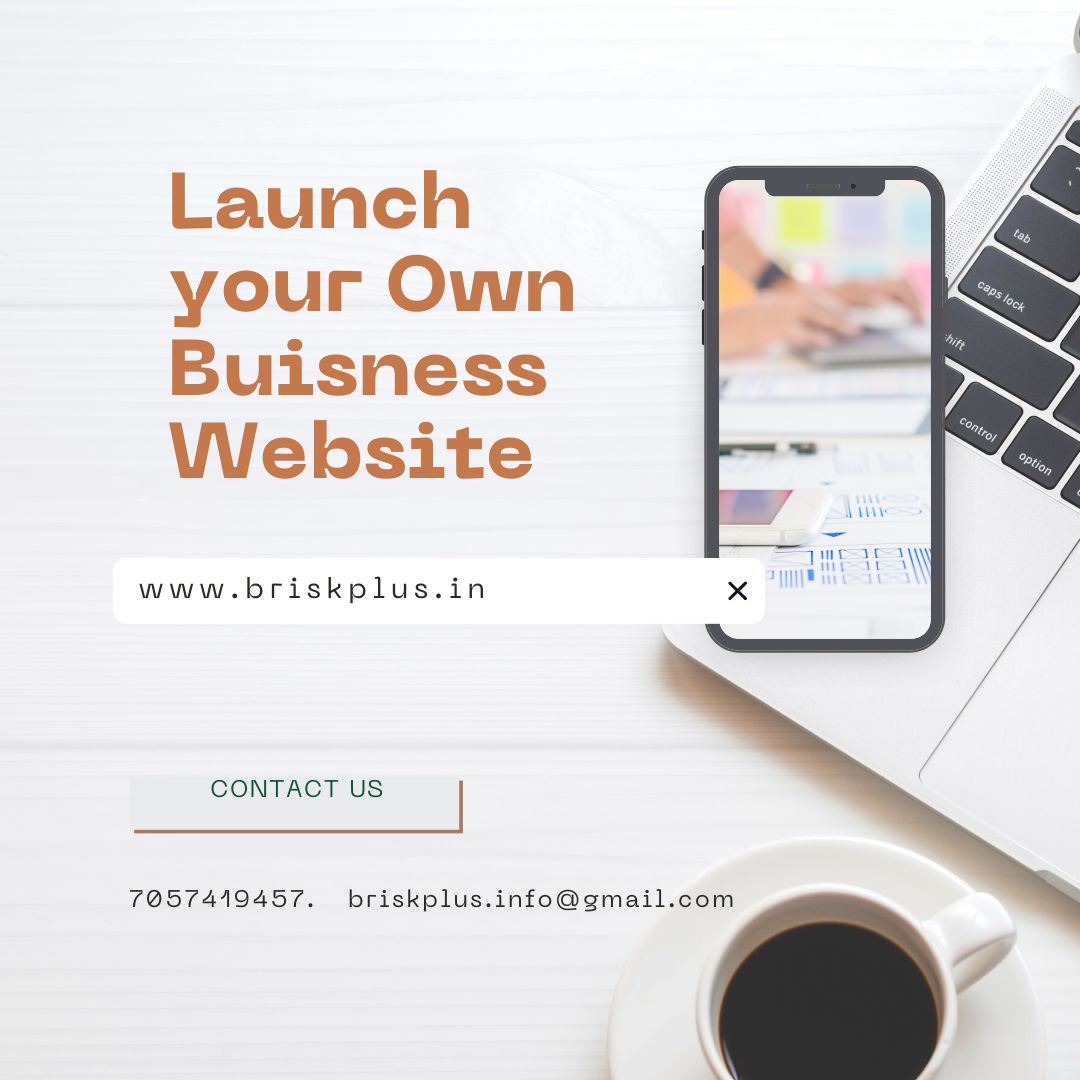 Launch
your Own
Buisness
Website
www.briskplus.in
CONTACT US
7057419457. briskplus.info@gmail.com
tab
caps lock
shift
control
option